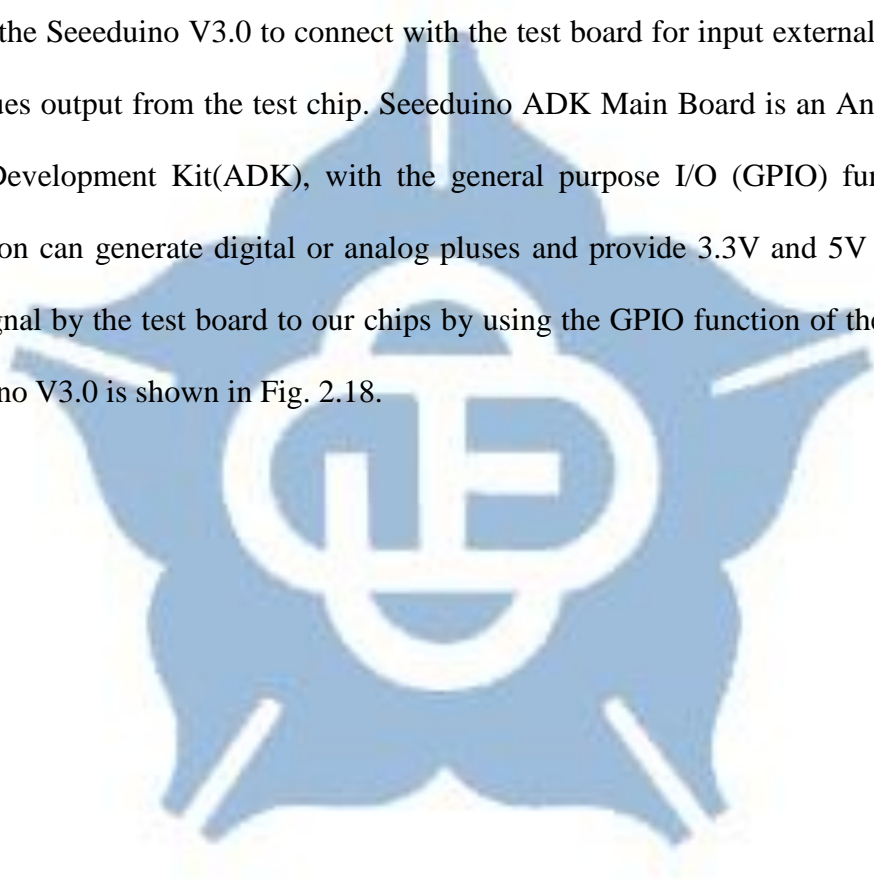 the Seeeduino V3.0 to connect with the test board for input external
ues output from the test chip. Seeeduino ADK Main Board is an An
Development Kit(ADK), with the general purpose I/O (GPIO) fun
on can generate digital or analog pluses and provide 3.3V and 5V
gnal by the test board to our chips by using the GPIO function of the
no V3.0 is shown in Fig. 2.18.